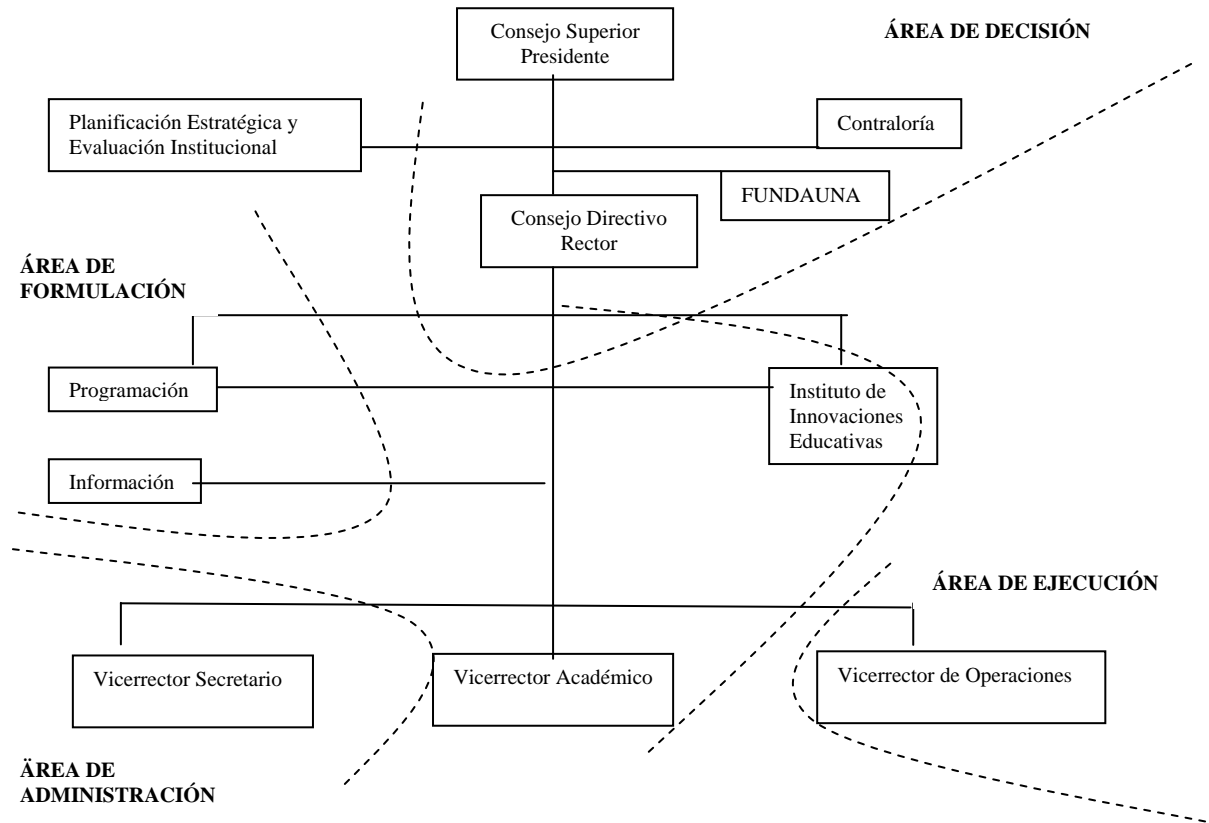 Consejo Superior
Presidente
ÁREA DE DECISIÓN
Planificación Estratégica y
Evaluación Institucional
Contraloría
FUNDAUNA
Consejo Directivo
Rector
ÁREA DE
FORMULACIÓN
Programación
Instituto de
Innovaciones
Educativas
Información
ÁREA DE EJECUCIÓN
Vicerrector Secretario
Vicerrector Académico
Vicerrector de Operaciones
ÄREA DE
ADMINISTRACIÓN